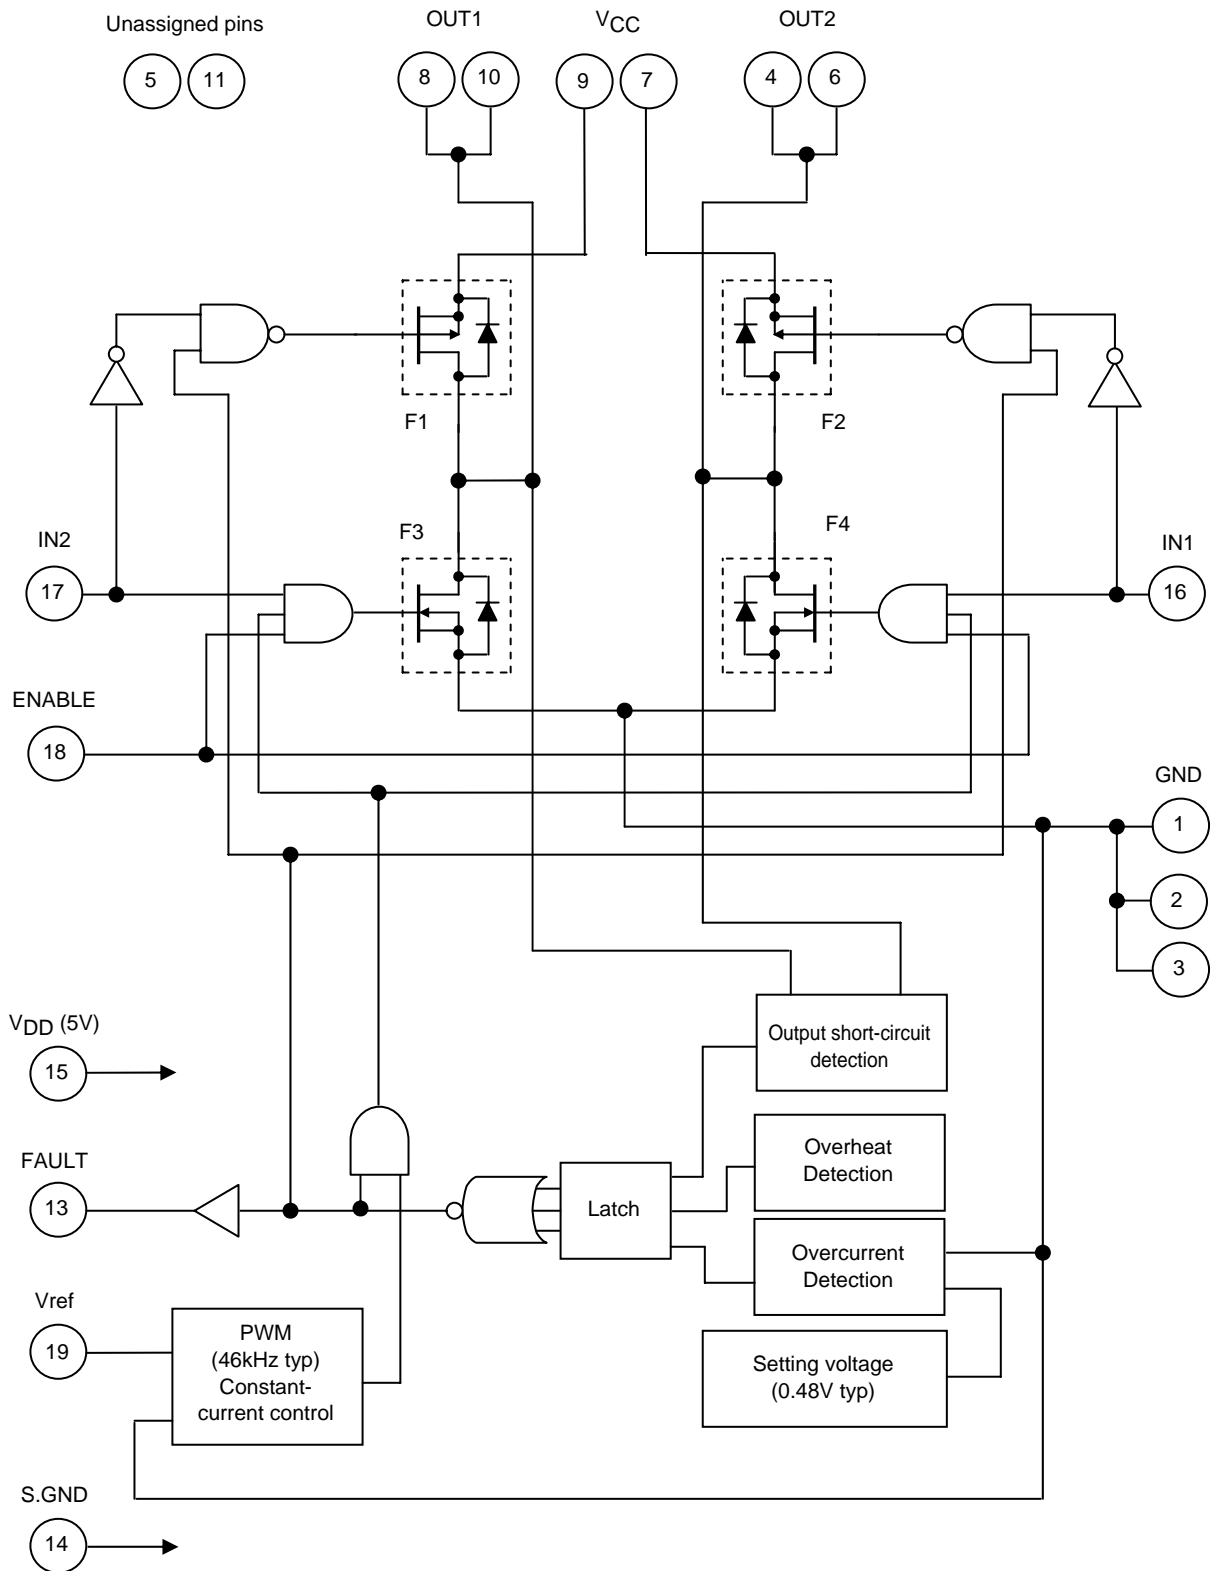 Unassigned pins
OUT1
VCC
OUT2
5
11
8
10
9
7
4
6
F1
F2
F3
F4
IN2
17
IN1
16
ENABLE
18
GND
1
2
3
VDD (5V)
15
Output short-circuit
detection
Overheat
Detection
FAULT
13
Latch
Overcurrent
Detection
Vref
19
PWM
(46kHz typ)
Constant-
current control
Setting voltage
(0.48V typ)
S.GND
14